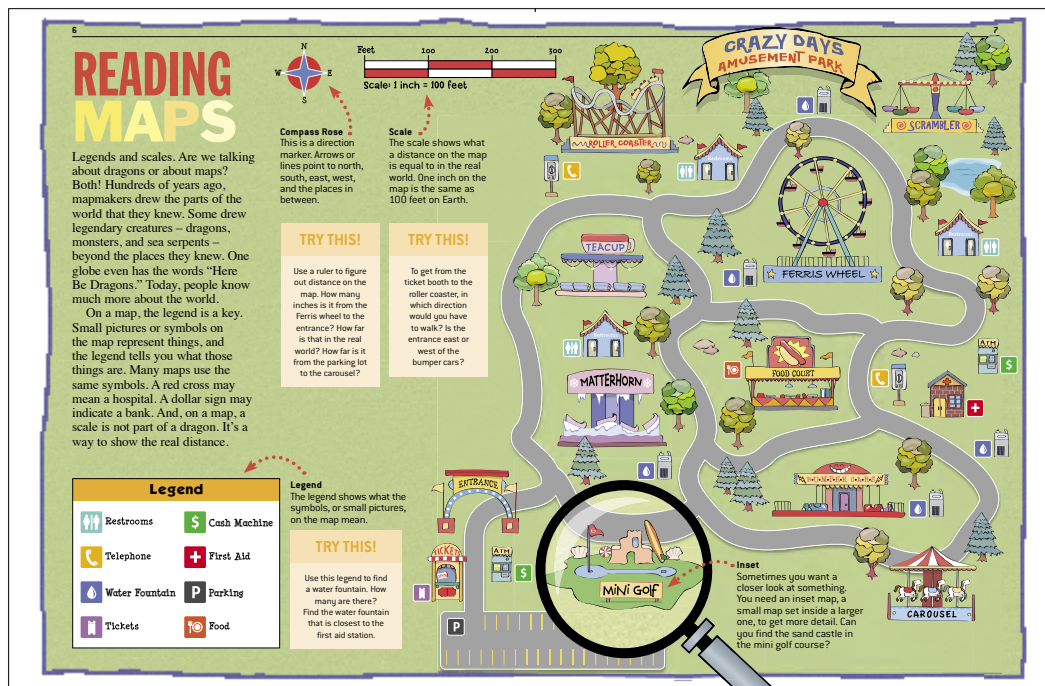 6
7
READING
MAPS
Legends and scales. Are we talking
about dragons or about maps?
Both! Hundreds of years ago,
mapmakers drew the parts of the
world that they knew. Some drew
legendary creatures – dragons,
monsters, and sea serpents –
beyond the places they knew. One
globe even has the words “Here
Be Dragons.” Today, people know
much more about the world.
On a map, the legend is a key.
Small pictures or symbols on
the map represent things, and
the legend tells you what those
things are. Many maps use the
same symbols. A red cross may
mean a hospital. A dollar sign may
indicate a bank. And, on a map, a
scale is not part of a dragon. It’s a
way to show the real distance.
N
W E
S
Compass Rose
This is a direction
marker. Arrows or
lines point to north,
south, east, west,
and the places in
between.
Feet 100 200 300
Scale: 1 inch = 100 feet
Scale
The scale shows what
a distance on the map
is equal to in the real
world. One inch on the
map is the same as
100 feet on Earth.
TRY THIS!
Use a ruler to figure
out distance on the
map. How many
inches is it from the
Ferris wheel to the
entrance? How far
is that in the real
world? How far is it
from the parking lot
to the carousel?
TRY THIS!
To get from the
ticket booth to the
roller coaster, in
which direction
would you have
to walk? Is the
entrance east or
west of the
bumper cars?
Legend
Restrooms
$ Cash Machine
Telephone
First Aid
Water Fountain
P Parking
Tickets
Food
Legend
The legend shows what the
symbols, or small pictures,
on the map mean.
TRY THIS!
Use this legend to find
a water fountain. How
many are there?
Find the water fountain
that is closest to the
first aid station.
CRAZY DAYS
AMUSEMENT PARK
ROLLER COASTER
Restrooms
SCRAMBLER
Restrooms
TEACUP
FERRIS WHEEL
Restrooms
MATTERHORN
FOOD COURT
ATM
$
ENTRANCE
BUMPER CARS
TICKETS
ATM
$
MiNi GOlf
P
CAROUSEL
Inset
Sometimes you want a
closer look at something.
You need an inset map, a
small map set inside a larger
one, to get more detail. Can
you find the sand castle in
the mini golf course?